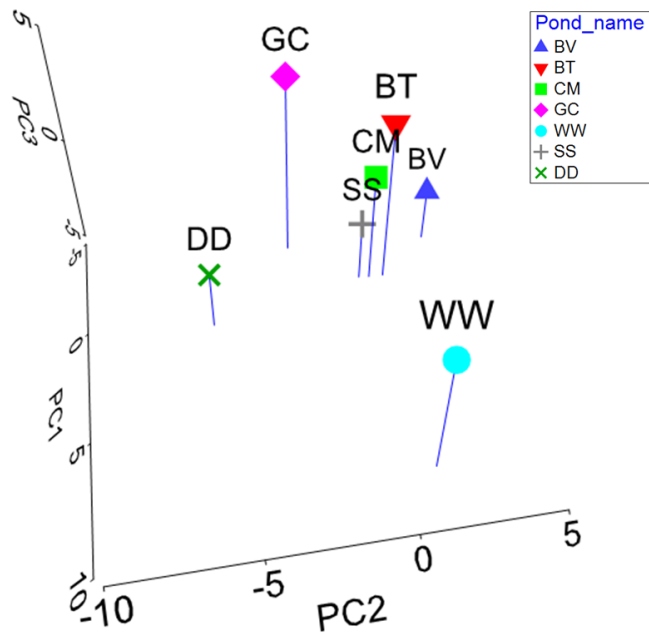 5
GC
Pond_name
BV
BT
CM
GC
WW
SS
DD
BT
PC3
0
CM
BV
SS
-5
-5
DD
WW
0
PC1
5
10
-10
-5
0
5
PC2